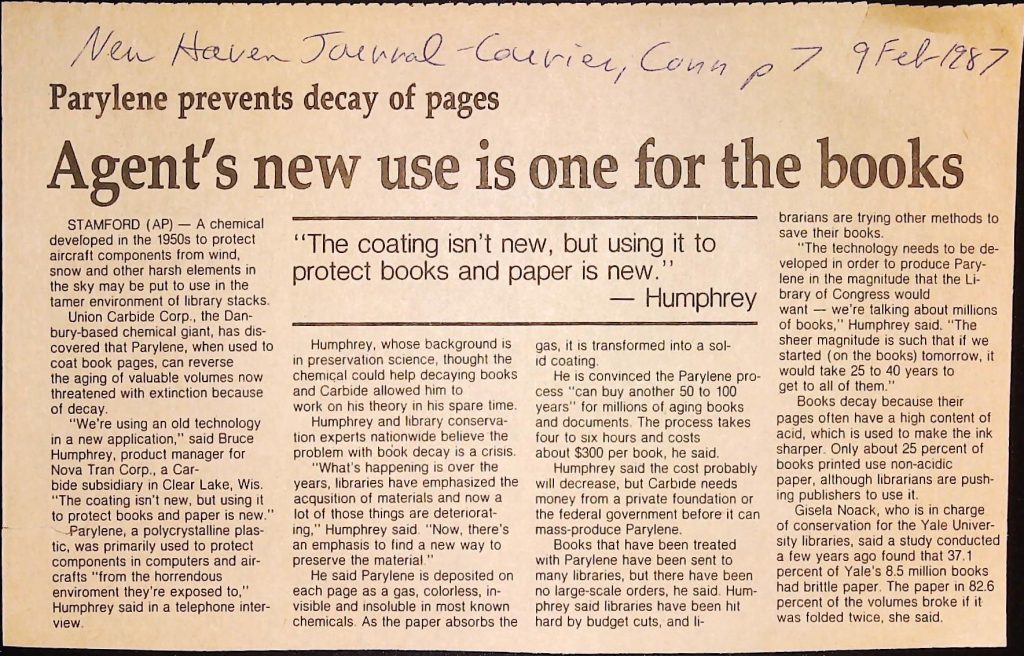 New Haven Journal-Courier, Conn p 7 9 Feb 1987
Parylene prevents decay of pages
Agent's new use is one for the books
STAMFORD (AP) — A chemical
developed in the 1950s to protect
aircraft components from wind,
snow and other harsh elements in
the sky may be put to use in the
tamer environment of library stacks.
Union Carbide Corp., the Dan-
bury-based chemical giant, has dis-
covered that Parylene, when used to
coat book pages, can reverse
the aging of valuable volumes now
threatened with extinction because
of decay.
"We're using an old technology
in a new application," said Bruce
Humphrey, product manager for
Nova Tran Corp., a Car-
bide subsidiary in Clear Lake, Wis.
"The coating isn't new, but using it
to protect books and paper is new."
Parylene, a polycrystalline plas-
tic, was primarily used to protect
components in computers and air-
crafts "from the horrendous
enviroment they're exposed to,"
Humphrey said in a telephone inter-
view.
"The coating isn't new, but using it to
protect books and paper is new."
— Humphrey
Humphrey, whose background is
in preservation science, thought the
chemical could help decaying books
and Carbide allowed him to
work on his theory in his spare time.
Humphrey and library conserva-
tion experts nationwide believe the
problem with book decay is a crisis.
"What's happening is over the
years, libraries have emphasized the
acqusition of materials and now a
lot of those things are deteriorat-
ing," Humphrey said. "Now, there's
an emphasis to find a new way to
preserve the material."
He said Parylene is deposited on
each page as a gas, colorless, in-
visible and insoluble in most known
chemicals. As the paper absorbs the
gas, it is transformed into a sol-
id coating.
He is convinced the Parylene pro-
cess "can buy another 50 to 100
years" for millions of aging books
and documents. The process takes
four to six hours and costs
about $300 per book, he said.
Humphrey said the cost probably
will decrease, but Carbide needs
money from a private foundation or
the federal government before it can
mass-produce Parylene.
Books that have been treated
with Parylene have been sent to
many libraries, but there have been
no large-scale orders, he said. Hum-
phrey said libraries have been hit
hard by budget cuts, and li-
brarians are trying other methods to
save their books.
"The technology needs to be de-
veloped in order to produce Pary-
lene in the magnitude that the Li-
brary of Congress would
want — we're talking about millions
of books," Humphrey said. "The
sheer magnitude is such that if we
started (on the books) tomorrow, it
would take 25 to 40 years to
get to all of them."
Books decay because their
pages often have a high content of
acid, which is used to make the ink
sharper. Only about 25 percent of
books printed use non-acidic
paper, although librarians are push-
ing publishers to use it.
Gisela Noack, who is in charge
of conservation for the Yale Univer-
sity libraries, said a study conducted
a few years ago found that 37.1
percent of Yale's 8.5 million books
had brittle paper. The paper in 82.6
percent of the volumes broke if it
was folded twice, she said.